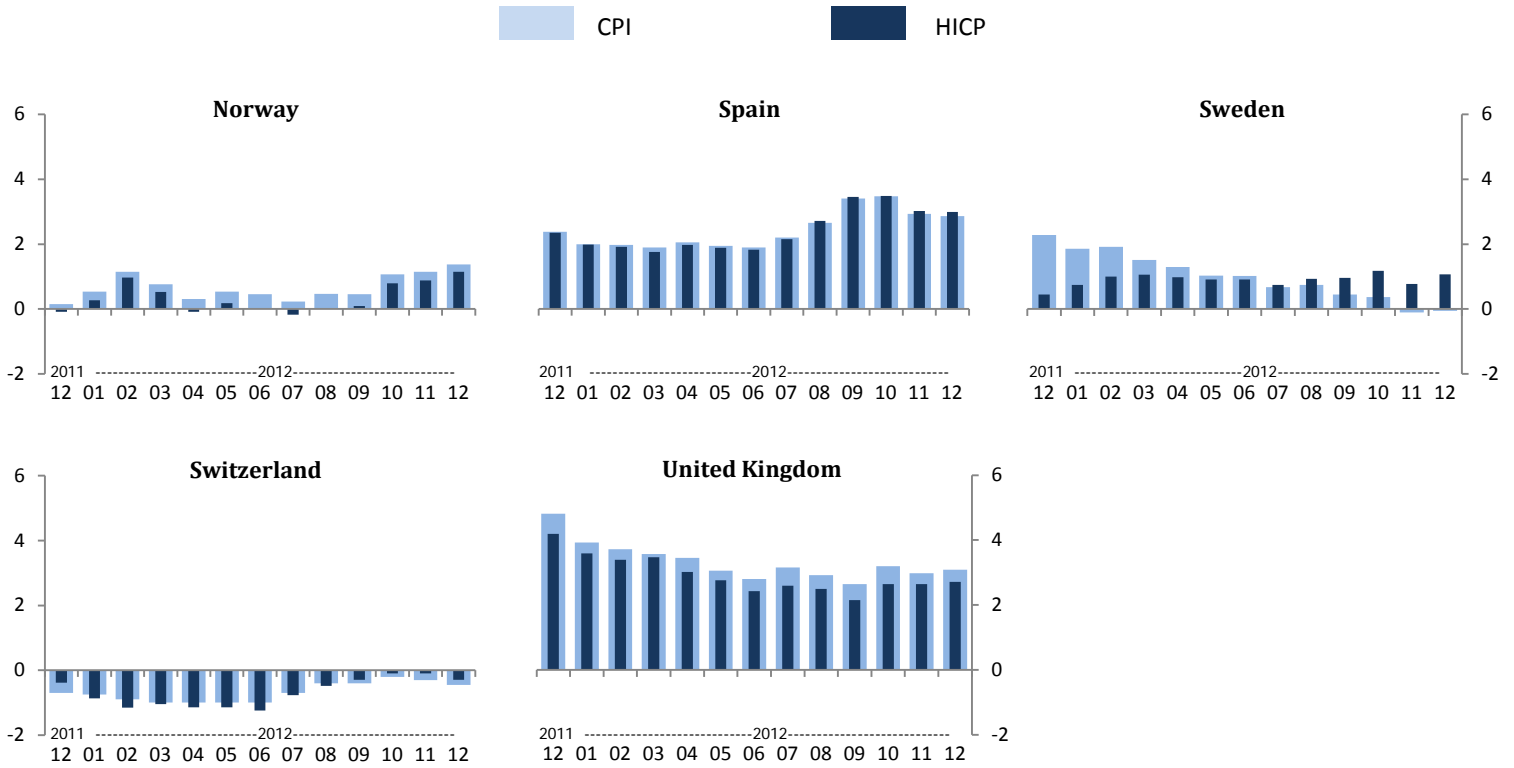 CPI HICP
Norway Spain Sweden
6 6
4 4
2 2
0 0
-2 -2
2011 2012 2011 2012 2011 2012
12 01 02 03 04 05 06 07 08 09 10 11 12 12 01 02 03 04 05 06 07 08 09 10 11 12 12 01 02 03 04 05 06 07 08 09 10 11 12
Switzerland United Kingdom
6 6
4 4
2 2
0 0
-2 -2
2011 2012 2011 2012
12 01 02 03 04 05 06 07 08 09 10 11 12 12 01 02 03 04 05 06 07 08 09 10 11 12